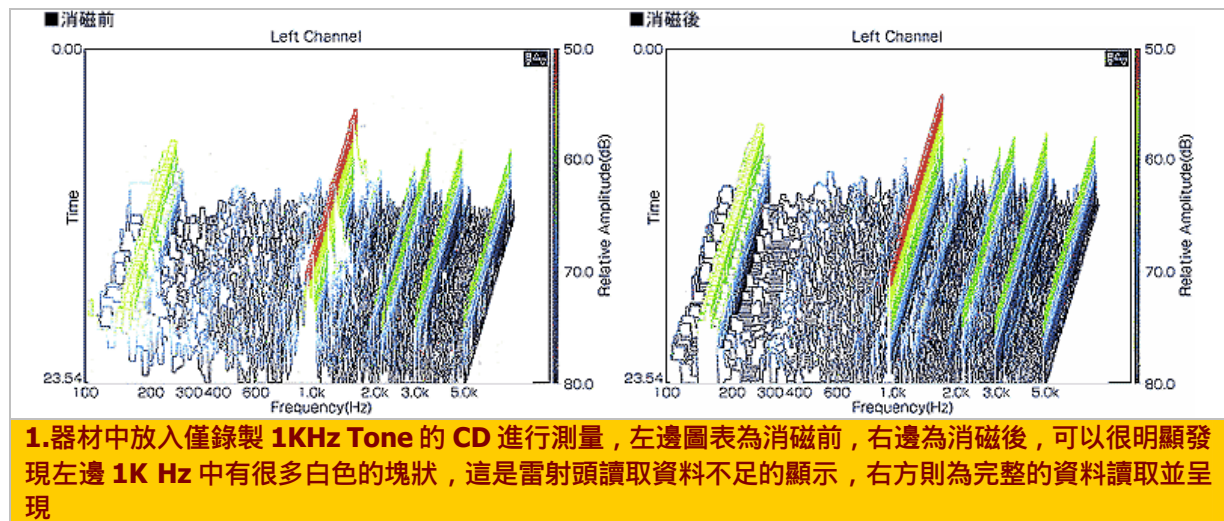 ■消磁前
Left Channel
0.00
50.0
60.0
70.0
80.0
Time
Relative Amplitude(dB)
23.54
100 200 300 400 600 1.0k 2.0k 3.0k 5.0k
Frequency(Hz)
■消磁後
Left Channel
0.00
50.0
60.0
70.0
80.0
Time
Relative Amplitude(dB)
23.54
100 200 300 400 600 1.0k 2.0k 3.0k 5.0k
Frequency(Hz)
1.器材中放入僅錄製 1KHz Tone 的 CD 進行測量，左邊圖表為消磁前，右邊為消磁後，可以很明顯發
現左邊 1K Hz 中有很多白色的塊狀，這是雷射頭讀取資料不足的顯示，右方則為完整的資料讀取並呈
現